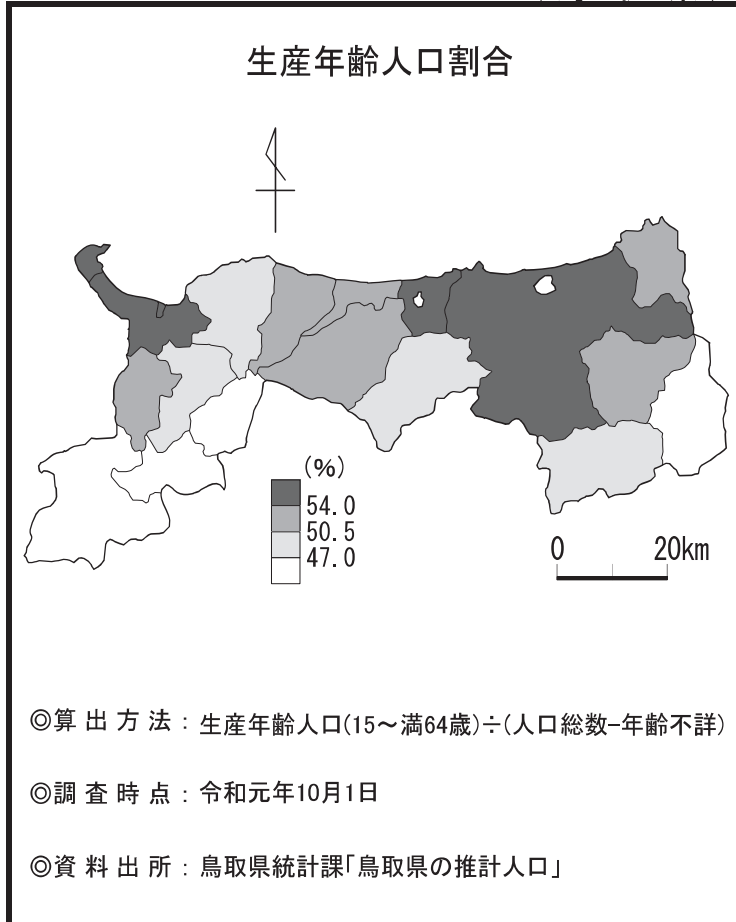 生産年齢人口割合
(%)
54.0
50.5
47.0
0 20km
◎算出方法：生産年齢人口(15～満64歳)÷(人口総数−年齢不詳)
◎調査時点：令和元年10月1日
◎資料出所：鳥取県統計課｢鳥取県の推計人口｣